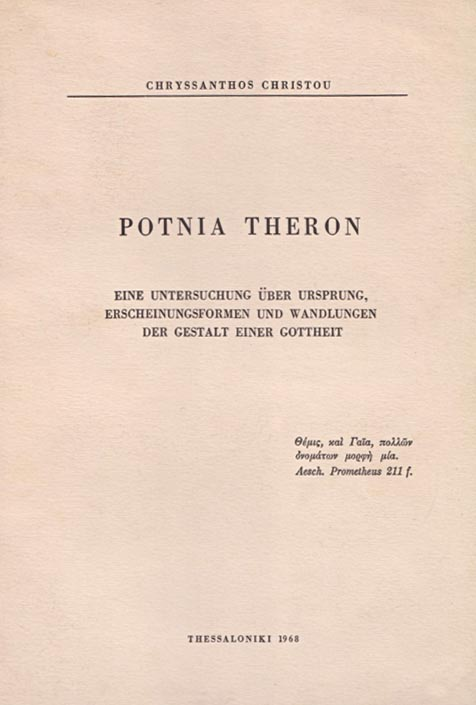 CHRYSSANTHOS CHRISTOU
POTNIA THERON
EINE UNTERSUCHUNG ÜBER URSPRUNG,
ERSCHEINUNGSFORMEN UND WANDLUNGEN
DER GESTALT EINER GOTTHEIT
Θέμις, καὶ Γαῖα, πολλῶν
ὀνομάτων μορφὴ μία.
Aesch. Prometheus 211 f.
THESSALONIKI 1968